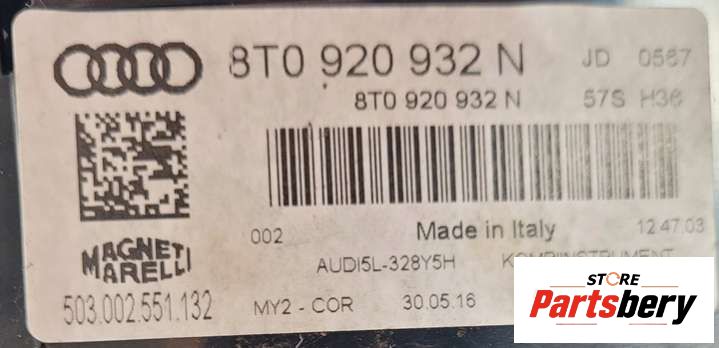 8T0 920 932 N JD 0567
8T0 920 932 N 57S H36
002 Made in Italy 12 47.03
MAGNETI
MARELLI
AUDI5L-328Y5H KOMBIINSTRUMENT
503.002.551.132 MY2 - COR 30.05.16
STORE
Partsbery